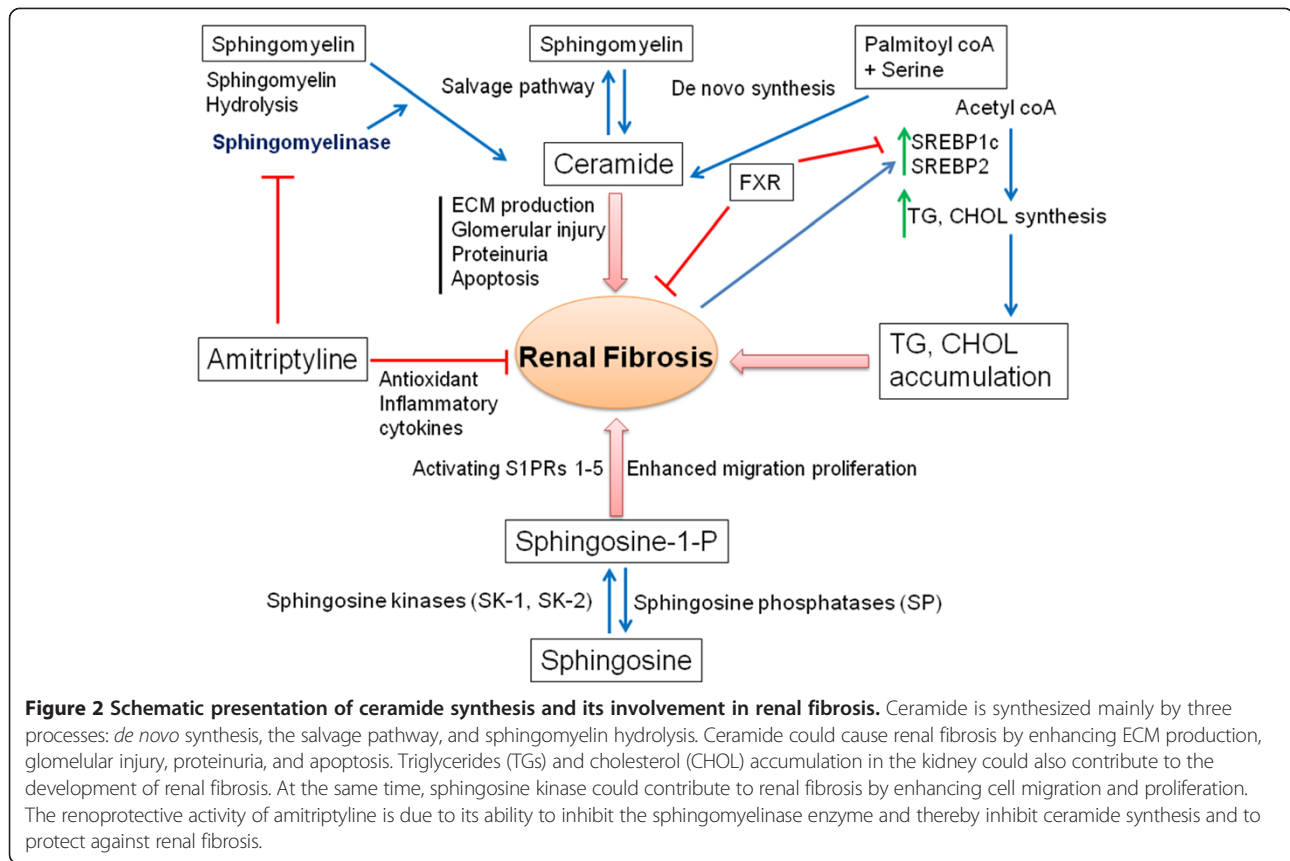 Sphingomyelin
Sphingomyelin
Hydrolysis
Sphingomyelinase
Sphingomyelin
Salvage pathway
De novo synthesis
Palmitoyl coA
+ Serine
Acetyl coA
SREBP1c
SREBP2
TG, CHOL synthesis
Ceramide
FXR
ECM production
Glomerular injury
Proteinuria
Apoptosis
Amitriptyline
Antioxidant
Inflammatory
cytokines
Renal Fibrosis
TG, CHOL
accumulation
Activating S1PRs 1-5
Enhanced migration proliferation
Sphingosine-1-P
Sphingosine kinases (SK-1, SK-2)
Sphingosine phosphatases (SP)
Sphingosine
Figure 2 Schematic presentation of ceramide synthesis and its involvement in renal fibrosis. Ceramide is synthesized mainly by three
processes: de novo synthesis, the salvage pathway, and sphingomyelin hydrolysis. Ceramide could cause renal fibrosis by enhancing ECM production,
glomelular injury, proteinuria, and apoptosis. Triglycerides (TGs) and cholesterol (CHOL) accumulation in the kidney could also contribute to the
development of renal fibrosis. At the same time, sphingosine kinase could contribute to renal fibrosis by enhancing cell migration and proliferation.
The renoprotective activity of amitriptyline is due to its ability to inhibit the sphingomyelinase enzyme and thereby inhibit ceramide synthesis and to
protect against renal fibrosis.